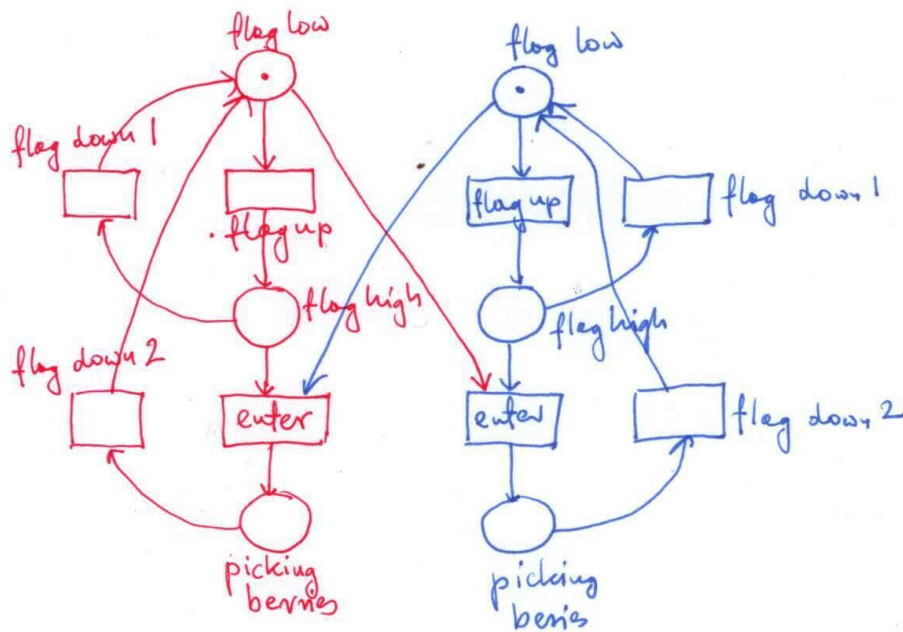 flag low
flag low
flag down 1
flag up
flag up
flag down 1
flag high
flag high
flag down 2
enter
enter
flag down 2
picking
berries
picking
beries